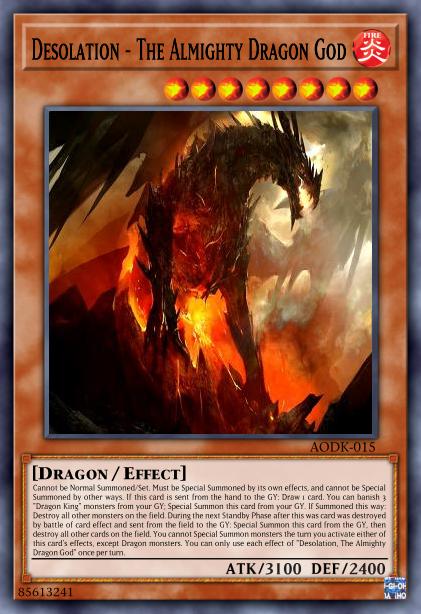 Desolation - The Almighty Dragon God
FIRE
炎
AODK-015
[Dragon / Effect]
Cannot be Normal Summoned/Set. Must be Special Summoned by its own effects, and cannot be Special
Summoned by other ways. If this card is sent from the hand to the GY: Draw 1 card. You can banish 3
"Dragon King" monsters from your GY; Special Summon this card from your GY. If Summoned this way:
Destroy all other monsters on the field. During the next Standby Phase after this was card was destroyed
by battle of card effect and sent from the field to the GY: Special Summon this card from the GY, then
destroy all other cards on the field. You cannot Special Summon monsters the turn you activate either of
this card's effects, except Dragon monsters. You can only use each effect of "Desolation, The Almighty
Dragon God" once per turn.
ATK/3100 DEF/2400
85613241